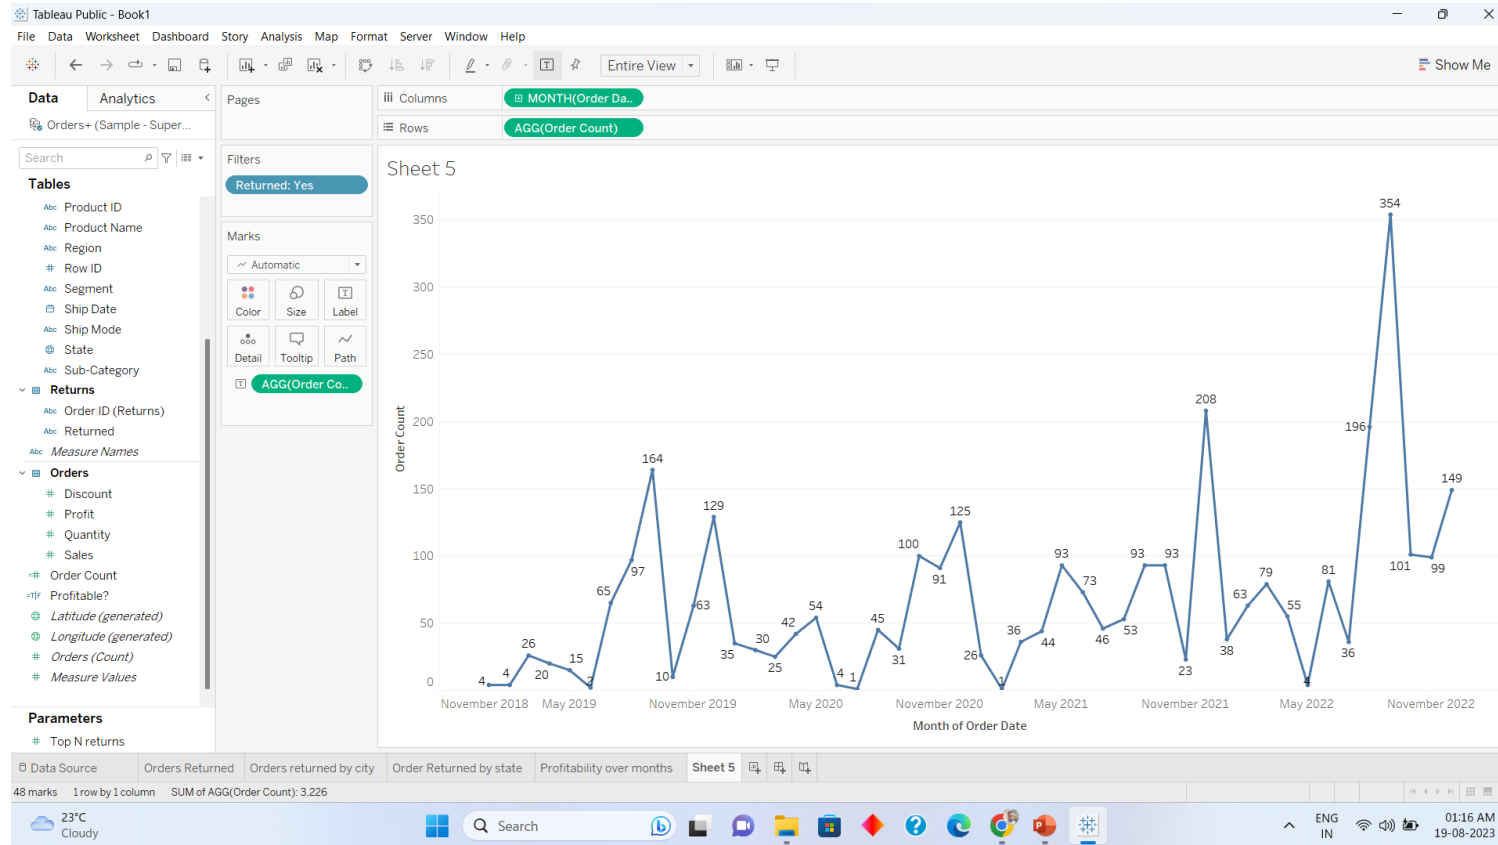 Tableau Public - Book1
File Data Worksheet Dashboard Story Analysis Map Format Server Window Help
Entire View
Show Me
Data Analytics
Orders+ (Sample - Super...
Search
Tables
Abc Product ID
Abc Product Name
Abc Region
# Row ID
Abc Segment
Ship Date
Abc Ship Mode
State
Abc Sub-Category
Returns
Abc Order ID (Returns)
Abc Returned
Abc Measure Names
Orders
# Discount
# Profit
# Quantity
# Sales
=# Order Count
=T|F Profitable?
Latitude (generated)
Longitude (generated)
# Orders (Count)
# Measure Values
Parameters
# Top N returns
Pages
Filters
Returned: Yes
Marks
Automatic
Color Size Label
Detail Tooltip Path
AGG(Order Co..
Columns MONTH(Order Da..
Rows AGG(Order Count)
Sheet 5
Order Count
350
300
250
200
150
100
50
0
4 4 26 20 15 2 65 97 164 10 63 129 35 30 25 42 54 4 1 45 31 100 91 125 26 1 36 44 93 73 46 53 93 93 23 208 38 63 79 55 4 81 36 196 354 101 99 149
November 2018 May 2019 November 2019 May 2020 November 2020 May 2021 November 2021 May 2022 November 2022
Month of Order Date
Data Source Orders Returned Orders returned by city Order Returned by state Profitability over months Sheet 5
48 marks 1 row by 1 column SUM of AGG(Order Count): 3,226
23°C
Cloudy
Search
ENG
IN
01:16 AM
19-08-2023